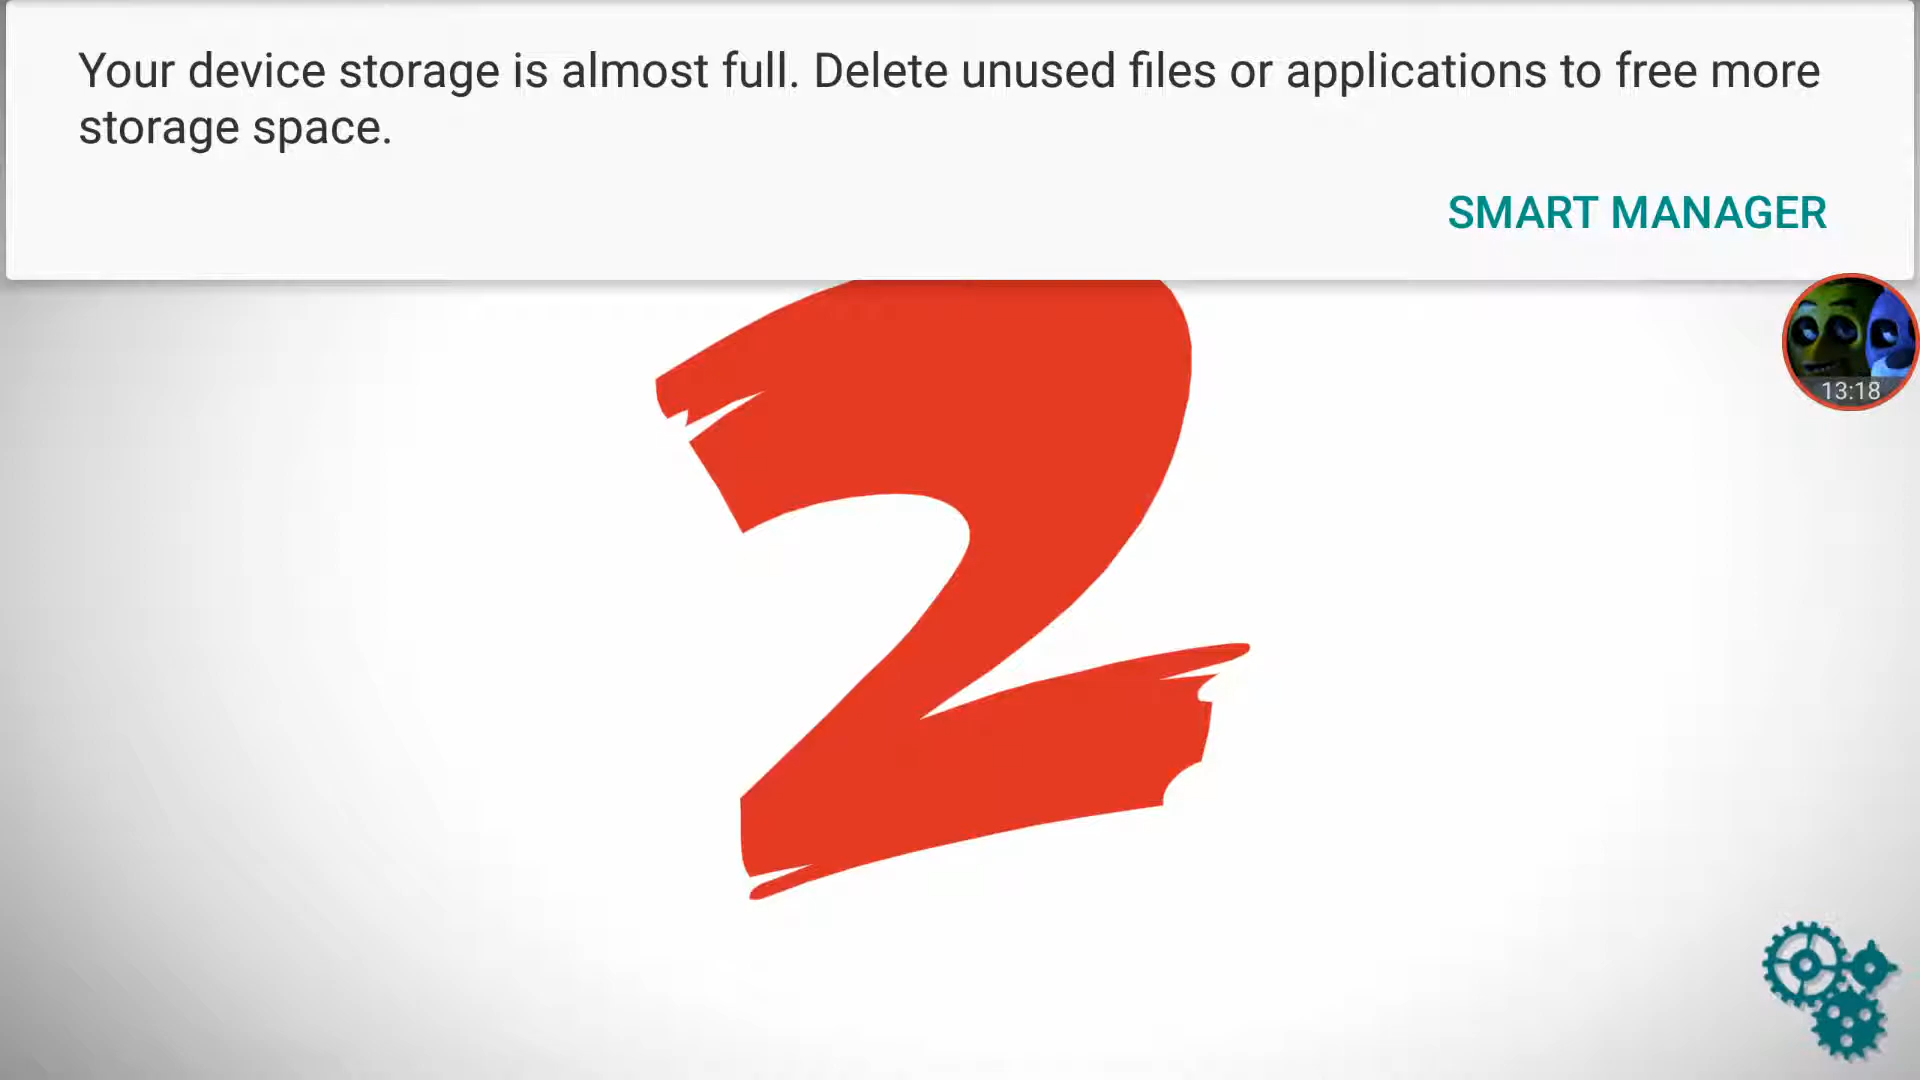 Your device storage is almost full. Delete unused files or applications to free more
storage space.
SMART MANAGER
13:18
2